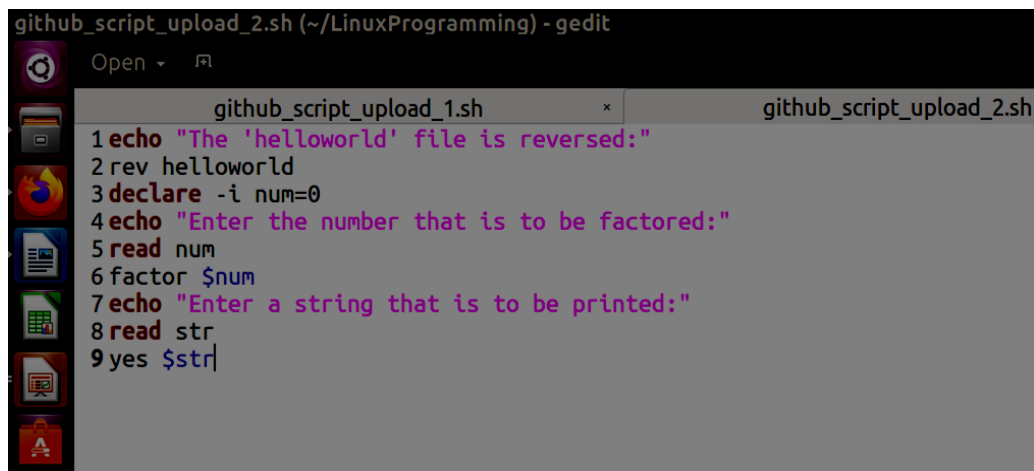 github_script_upload_2.sh (~/LinuxProgramming) - gedit
Open
github_script_upload_1.sh × github_script_upload_2.sh
1 echo "The 'helloworld' file is reversed:"
2 rev helloworld
3 declare -i num=0
4 echo "Enter the number that is to be factored:"
5 read num
6 factor $num
7 echo "Enter a string that is to be printed:"
8 read str
9 yes $str